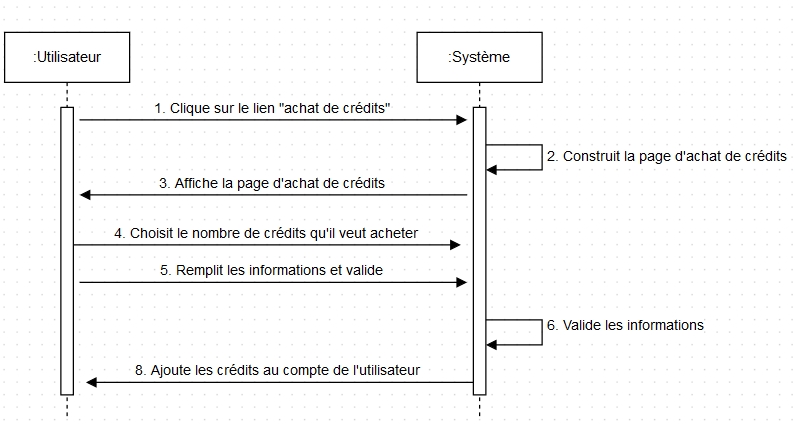 :Utilisateur
:Système
1. Clique sur le lien "achat de crédits"
2. Construit la page d'achat de crédits
3. Affiche la page d'achat de crédits
4. Choisit le nombre de crédits qu'il veut acheter
5. Remplit les informations et valide
6. Valide les informations
8. Ajoute les crédits au compte de l'utilisateur